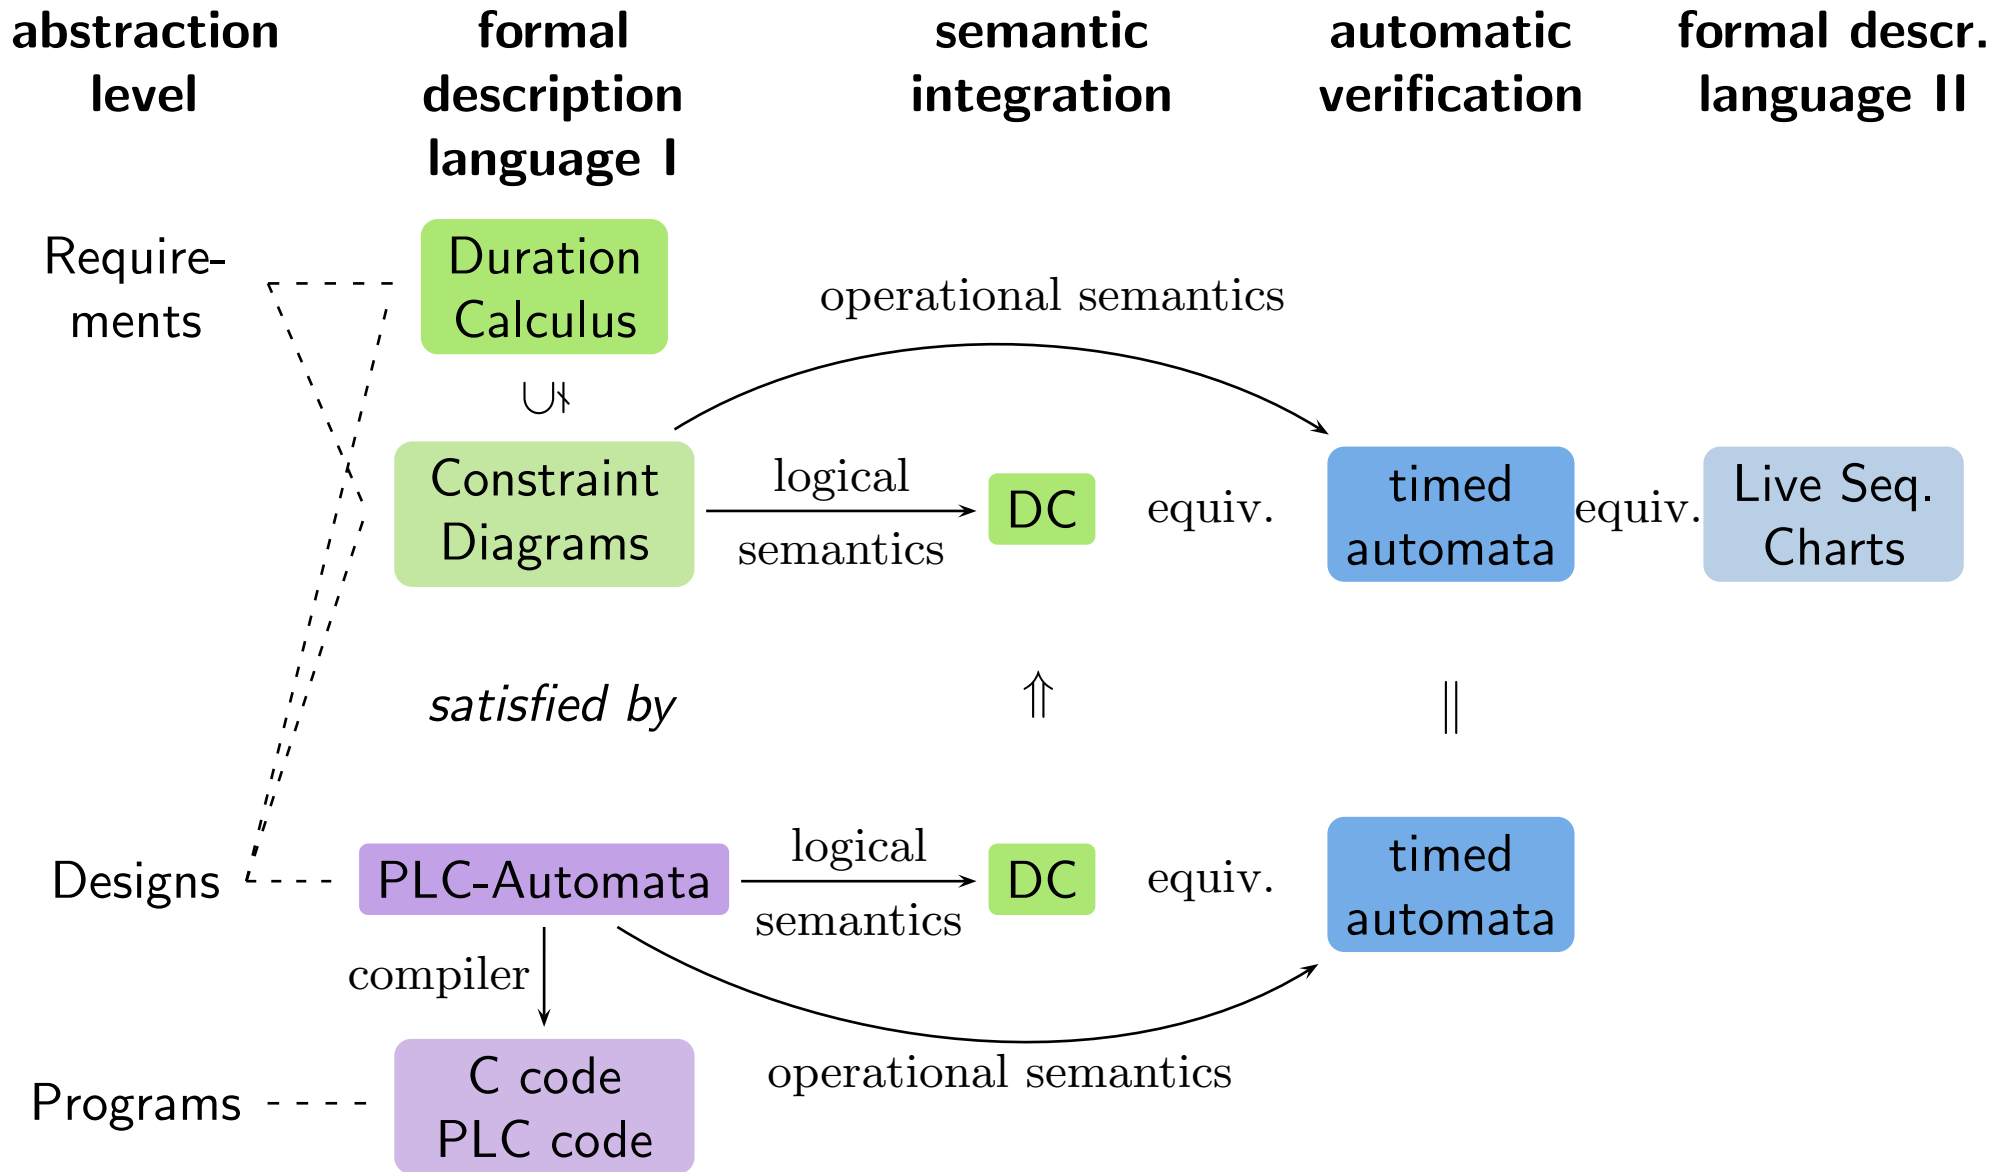 abstraction
level
formal
description
language I
semantic
integration
automatic
verification
formal descr.
language II
Require-
ments
Duration
Calculus
operational semantics
Constraint
Diagrams
logical
semantics
DC
equiv.
timed
automata
equiv.
Live Seq.
Charts
satisfied by
⇑
||
Designs
PLC-Automata
logical
semantics
DC
equiv.
timed
automata
compiler
operational semantics
Programs
C code
PLC code